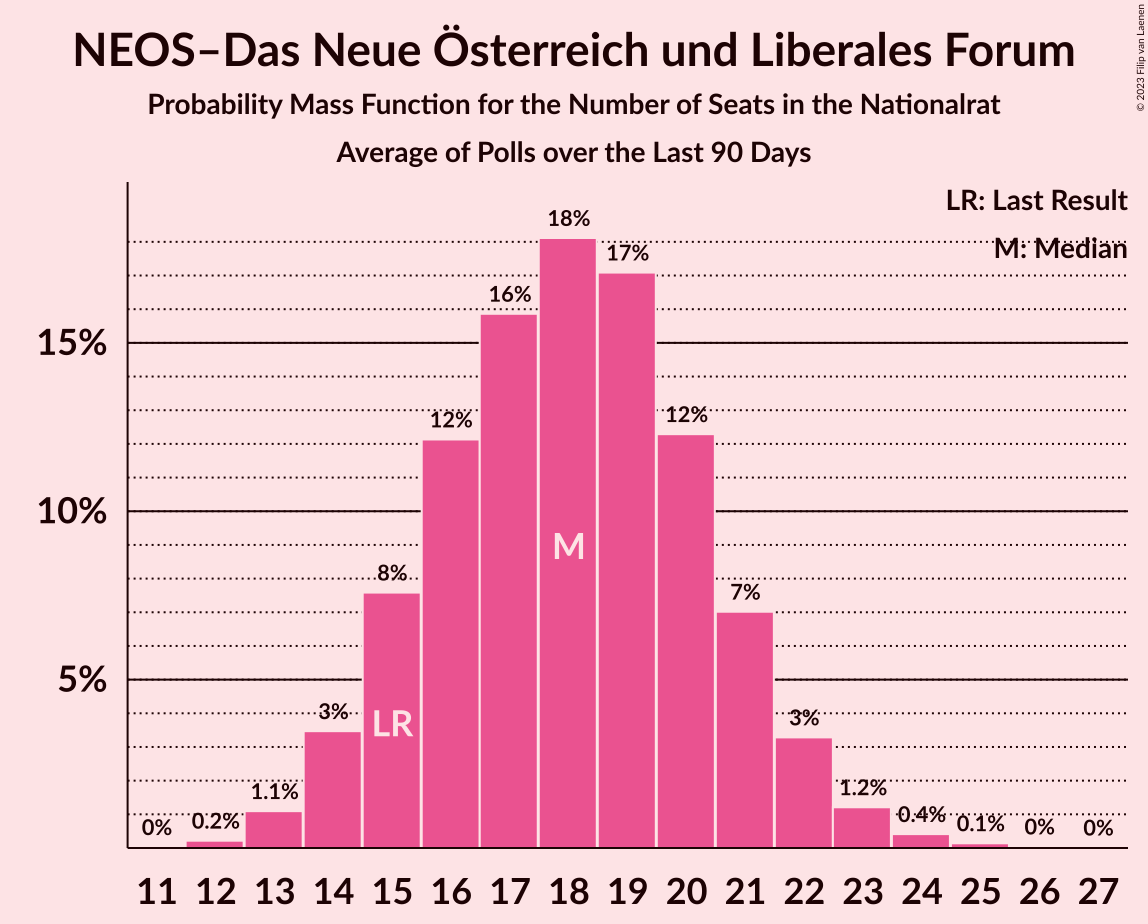 NEOS–Das Neue Österreich und Liberales Forum
Probability Mass Function for the Number of Seats in the Nationalrat
Average of Polls over the Last 90 Days
© 2023 Filip van Laenen
LR: Last Result
M: Median
15%
10%
5%
0%
0.2%
1.1%
3%
8%
12%
16%
18%
17%
12%
7%
3%
1.2%
0.4%
0.1%
0%
0%
LR
M
11 12 13 14 15 16 17 18 19 20 21 22 23 24 25 26 27